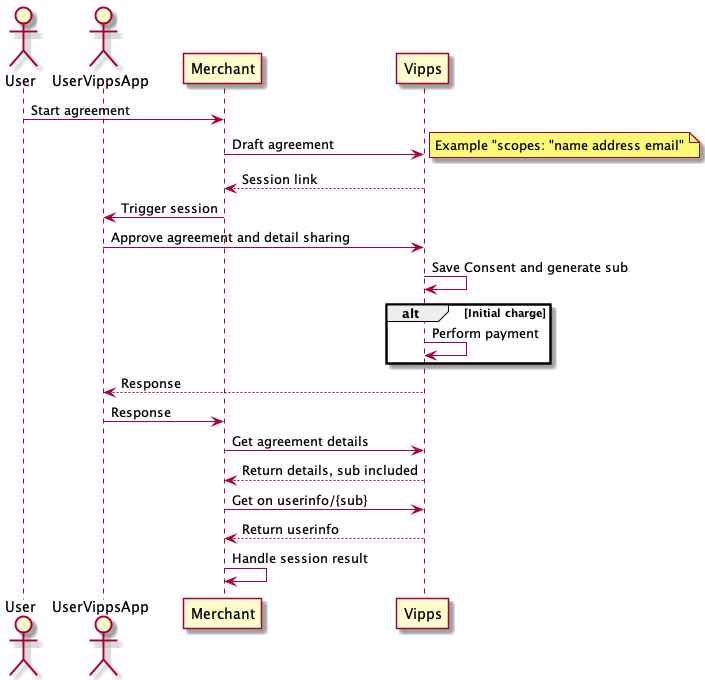 User
UserVippsApp
Merchant
Vipps
Start agreement
Draft agreement
Example "scopes: "name address email"
Session link
Trigger session
Approve agreement and detail sharing
Save Consent and generate sub
alt
[Initial charge]
Perform payment
Response
Response
Get agreement details
Return details, sub included
Get on userinfo/{sub}
Return userinfo
Handle session result
User
UserVippsApp
Merchant
Vipps